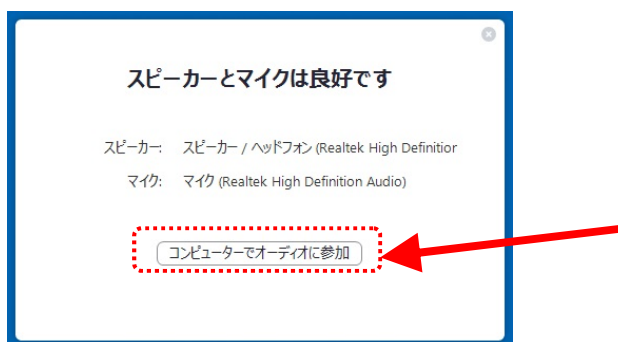 スピーカーとマイクは良好です
スピーカー: スピーカー / ヘッドフォン (Realtek High Definition
マイク: マイク (Realtek High Definition Audio)
コンピューターでオーディオに参加